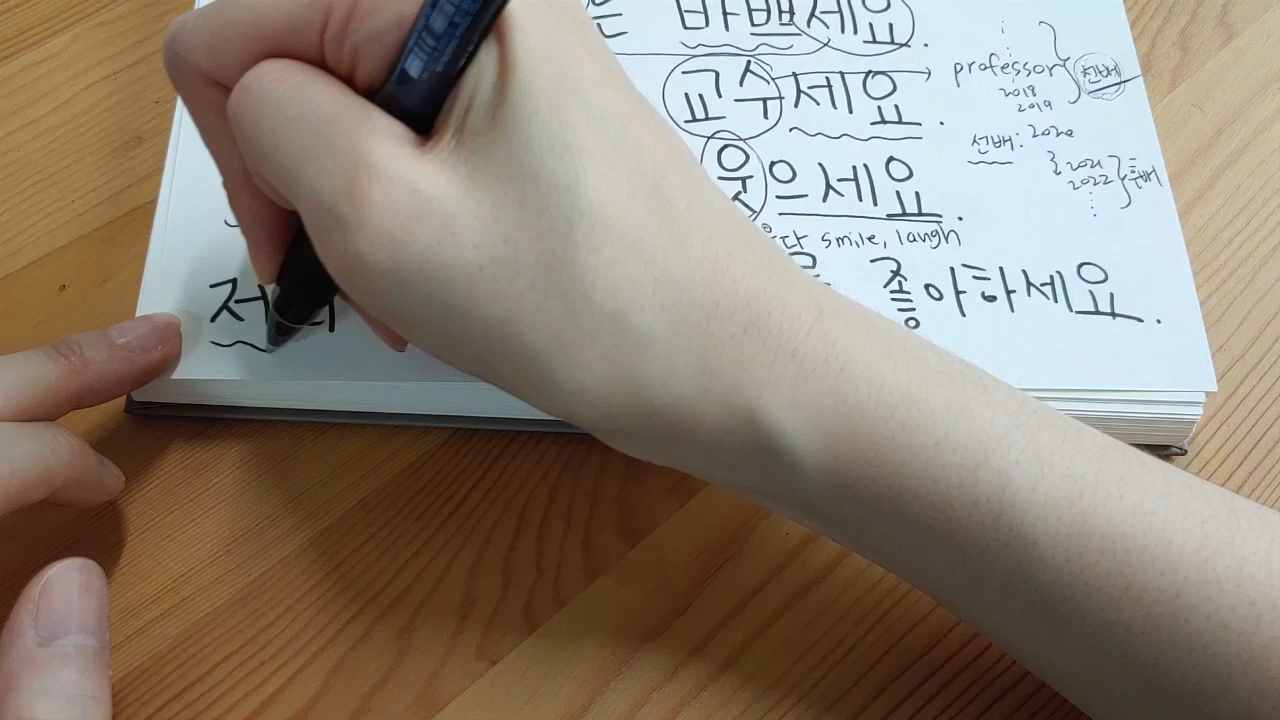 바쁘세요.
교수세요. professor 선배
2018
2019
선배: 2020
웃으세요. 2021 후배
2022
smile, laugh
좋아하세요.